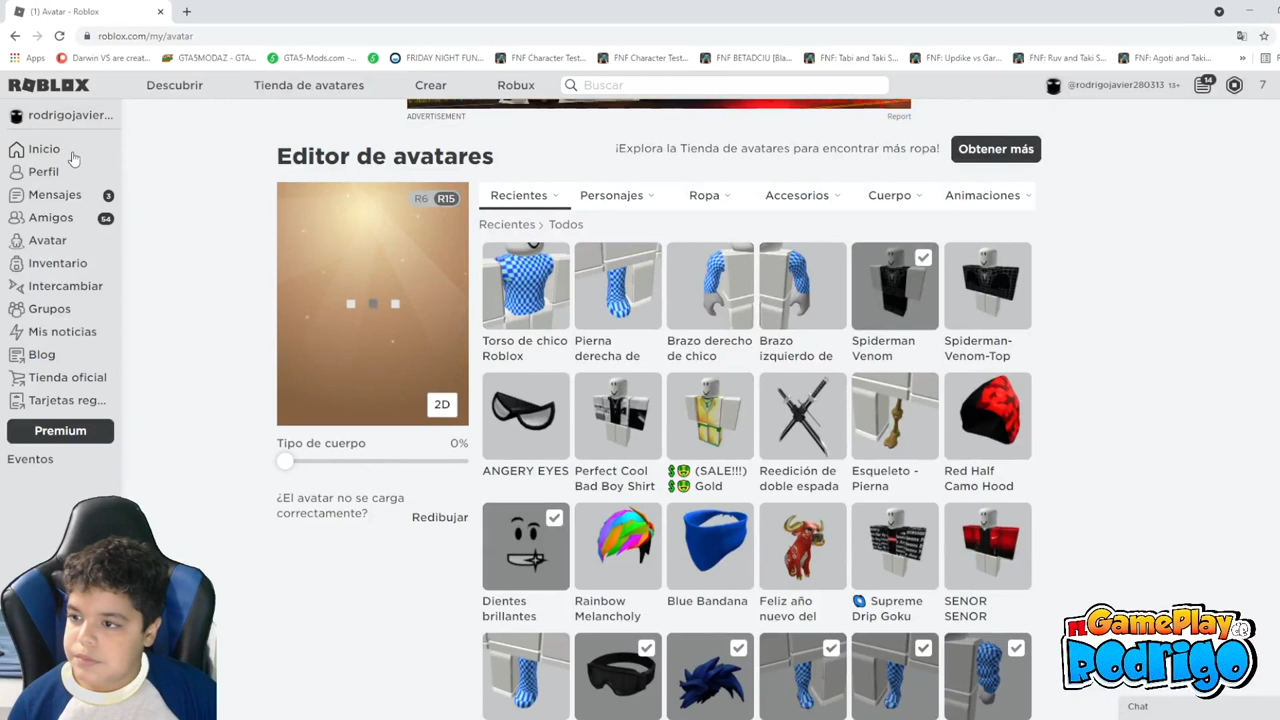 (1) Avatar - Roblox
roblox.com/my/avatar
Apps
Darwin VS are creat...
GTA5MODAZ - GTA...
GTA5-Mods.com -...
FRIDAY NIGHT FUN...
FNF Character Test...
FNF Character Test...
FNF BETADCIU [Bla...
FNF: Tabi and Taki S...
FNF: Updike vs Gar...
FNF: Ruv and Taki S...
FNF: Agoti and Taki...
ROBLOX
Descubrir
Tienda de avatares
Crear
Robux
Buscar
@rodrigojavier280313 13+
14
7
rodrigojavier...
Inicio
Perfil
Mensajes 3
Amigos 54
Avatar
Inventario
Intercambiar
Grupos
Mis noticias
Blog
Tienda oficial
Tarjetas reg...
Premium
Eventos
ADVERTISEMENT
Report
Editor de avatares
¡Explora la Tienda de avatares para encontrar más ropa!
Obtener más
R6 R15
2D
Tipo de cuerpo 0%
¿El avatar no se carga
correctamente?
Redibujar
Recientes
Personajes
Ropa
Accesorios
Cuerpo
Animaciones
Recientes > Todos
Torso de chico
Roblox
Pierna
derecha de
Brazo derecho
de chico
Brazo
izquierdo de
Spiderman
Venom
Spiderman-
Venom-Top
ANGERY EYES
Perfect Cool
Bad Boy Shirt
(SALE!!!)
Gold
Reedición de
doble espada
Esqueleto -
Pierna
Red Half
Camo Hood
Dientes
brillantes
Rainbow
Melancholy
Blue Bandana
Feliz año
nuevo del
Supreme
Drip Goku
SENOR
SENOR
El GamePlay de
Rodrigo
Chat